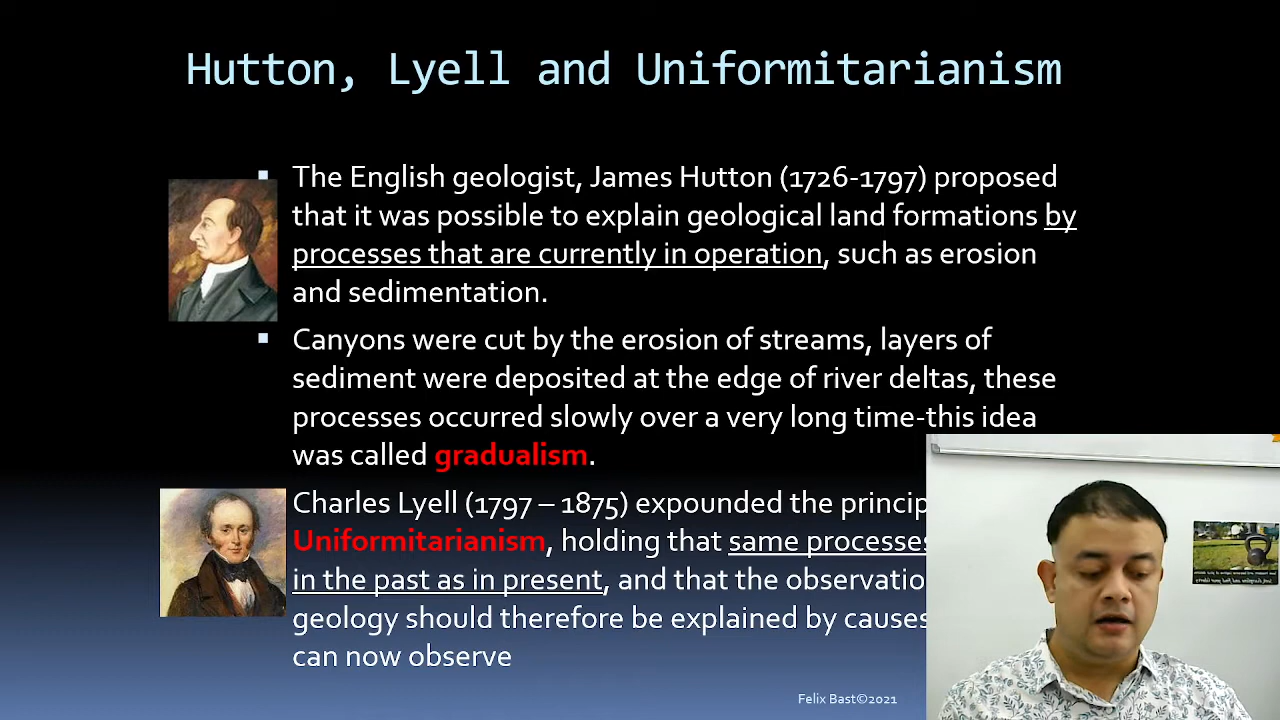 Hutton, Lyell and Uniformitarianism
The English geologist, James Hutton (1726-1797) proposed
that it was possible to explain geological land formations by
processes that are currently in operation, such as erosion
and sedimentation.
Canyons were cut by the erosion of streams, layers of
sediment were deposited at the edge of river deltas, these
processes occurred slowly over a very long time-this idea
was called gradualism.
Charles Lyell (1797 – 1875) expounded the princip
Uniformitarianism, holding that same processes
in the past as in present, and that the observatio
geology should therefore be explained by causes
can now observe
Felix Bast©2021